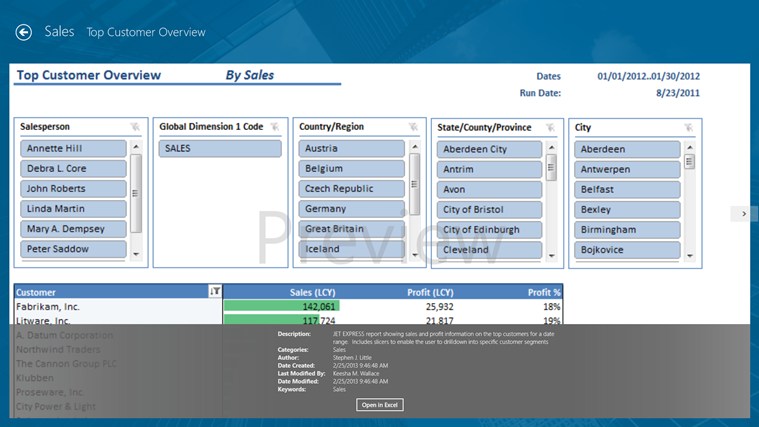 Sales Top Customer Overview
Top Customer Overview By Sales Dates 01/01/2012..01/30/2012
Run Date: 8/23/2011
Salesperson
Annette Hill
Debra L. Core
John Roberts
Linda Martin
Mary A. Dempsey
Peter Saddow
Global Dimension 1 Code
SALES
Country/Region
Austria
Belgium
Czech Republic
Germany
Great Britain
Iceland
State/County/Province
Aberdeen City
Antrim
Avon
City of Bristol
City of Edinburgh
Cleveland
City
Aberdeen
Antwerpen
Belfast
Bexley
Birmingham
Bojkovice
Preview
Customer Sales (LCY) Profit (LCY) Profit %
Fabrikam, Inc. 142,061 25,932 18%
Litware, Inc. 117,724 21,817 19%
A. Datum Corporation
Northwind Traders
The Cannon Group PLC
Klubben
Proseware, Inc.
City Power & Light
Description: JET EXPRESS report showing sales and profit information on the top customers for a date
range. Includes slicers to enable the user to drilldown into specific customer segments
Categories: Sales
Author: Stephen J. Little
Date Created: 2/25/2013 9:46:48 AM
Last Modified By: Keesha M. Wallace
Date Modified: 2/25/2013 9:46:48 AM
Keywords: Sales
Open in Excel